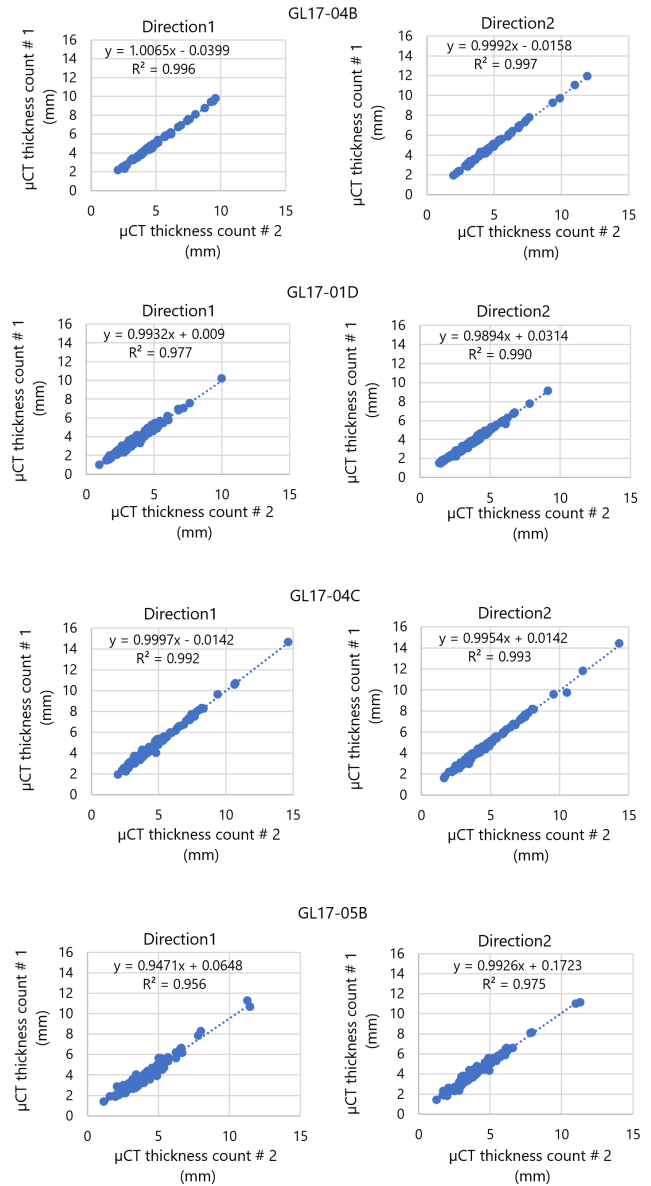 GL17-04B
Direction1
y = 1.0065x - 0.0399
R² = 0.996
16
14
12
10
8
6
4
2
0
0
5
10
15
µCT thickness count # 1
(mm)
µCT thickness count # 2
(mm)
Direction2
y = 0.9992x - 0.0158
R² = 0.997
16
14
12
10
8
6
4
2
0
0
5
10
15
µCT thickness count # 1
(mm)
µCT thickness count # 2
(mm)
GL17-01D
Direction1
y = 0.9932x + 0.009
R² = 0.977
16
14
12
10
8
6
4
2
0
0
5
10
15
µCT thickness count # 1
(mm)
µCT thickness count # 2
(mm)
Direction2
y = 0.9894x + 0.0314
R² = 0.990
16
14
12
10
8
6
4
2
0
0
5
10
15
µCT thickness count # 1
(mm)
µCT thickness count # 2
(mm)
GL17-04C
Direction1
y = 0.9997x - 0.0142
R² = 0.992
16
14
12
10
8
6
4
2
0
0
5
10
15
µCT thickness count # 1
(mm)
µCT thickness count # 2
(mm)
Direction2
y = 0.9954x + 0.0142
R² = 0.993
16
14
12
10
8
6
4
2
0
0
5
10
15
µCT thickness count # 1
(mm)
µCT thickness count # 2
(mm)
GL17-05B
Direction1
y = 0.9471x + 0.0648
R² = 0.956
16
14
12
10
8
6
4
2
0
0
5
10
15
µCT thickness count # 1
(mm)
µCT thickness count # 2
(mm)
Direction2
y = 0.9926x + 0.1723
R² = 0.975
16
14
12
10
8
6
4
2
0
0
5
10
15
µCT thickness count # 1
(mm)
µCT thickness count # 2
(mm)